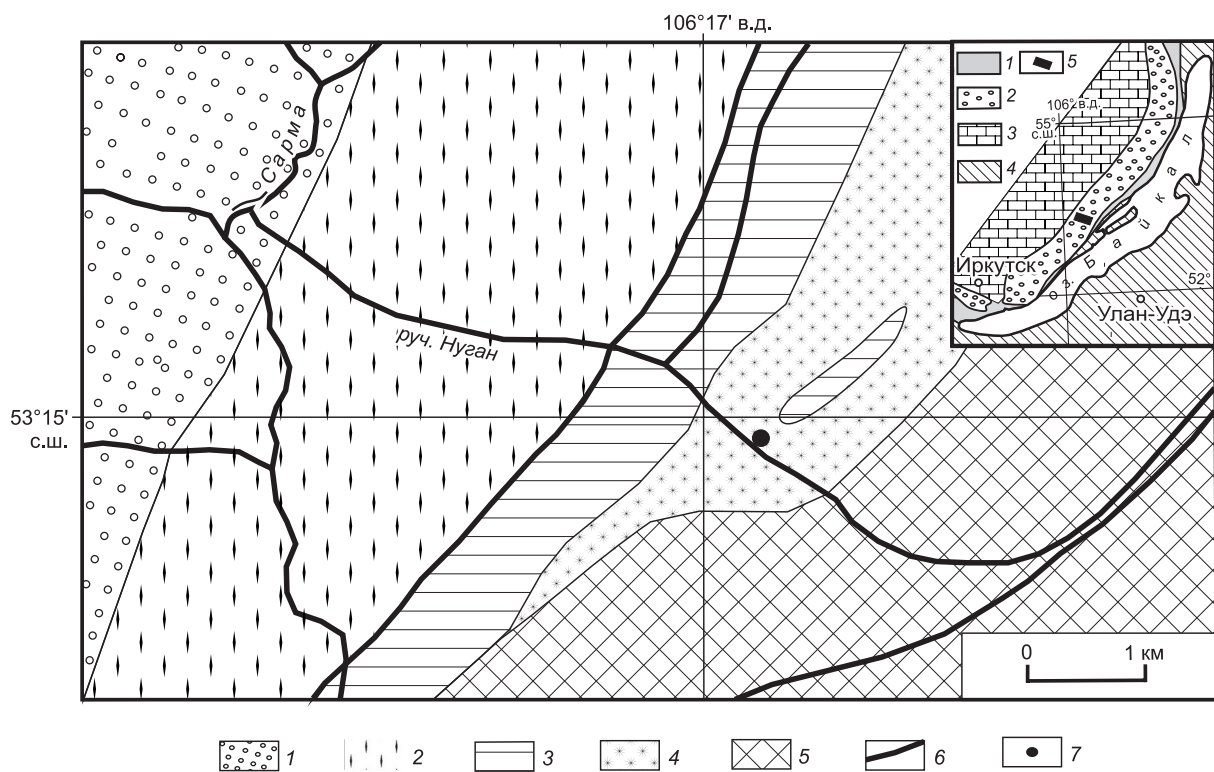 106°17' в.д.
Сарма
руч. Нуган
53°15'
с.ш.
1 5
2
3
4
106° в.д.
55°
с.ш.
Иркутск
оз. Байкал
52°
Улан-Удэ
0 1 км
1 2 3 4 5 6 7